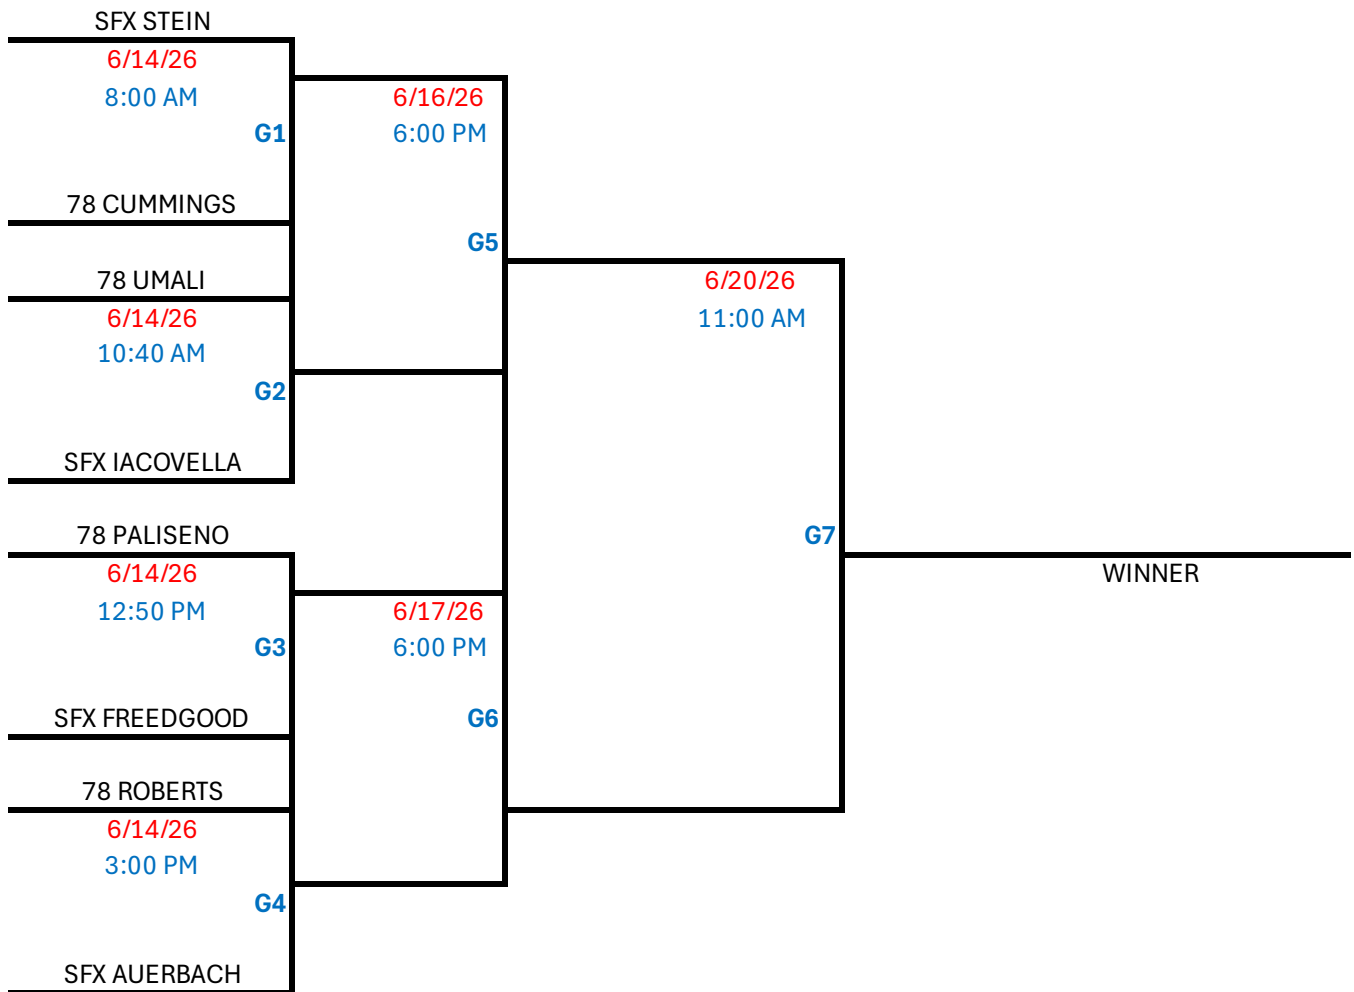 SFX STEIN
6/14/26
8:00 AM
G1
78 CUMMINGS
78 UMALI
6/14/26
10:40 AM
G2
SFX IACOVELLA
78 PALISENO
6/14/26
12:50 PM
G3
SFX FREEDGOOD
78 ROBERTS
6/14/26
3:00 PM
G4
SFX AUERBACH
6/16/26
6:00 PM
G5
6/17/26
6:00 PM
G6
6/20/26
11:00 AM
G7
WINNER